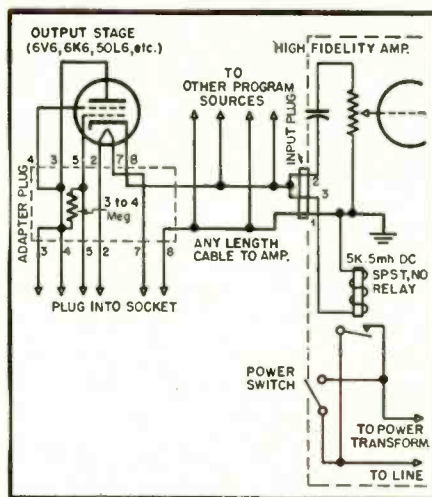 OUTPUT STAGE
(6V6, 6K6, 50L6, etc.)
HIGH FIDELITY AMP.
TO
OTHER PROGRAM
SOURCES
INPUT PLUG
4 3 5 2 7 8
2
3
1
ADAPTER PLUG
3 to 4
Meg
3 4 5 2 7 8
ANY LENGTH
CABLE TO AMP.
PLUG INTO SOCKET
5K.5mh DC
SPST, NO
RELAY
POWER
SWITCH
TO POWER
TRANSFORM.
TO LINE